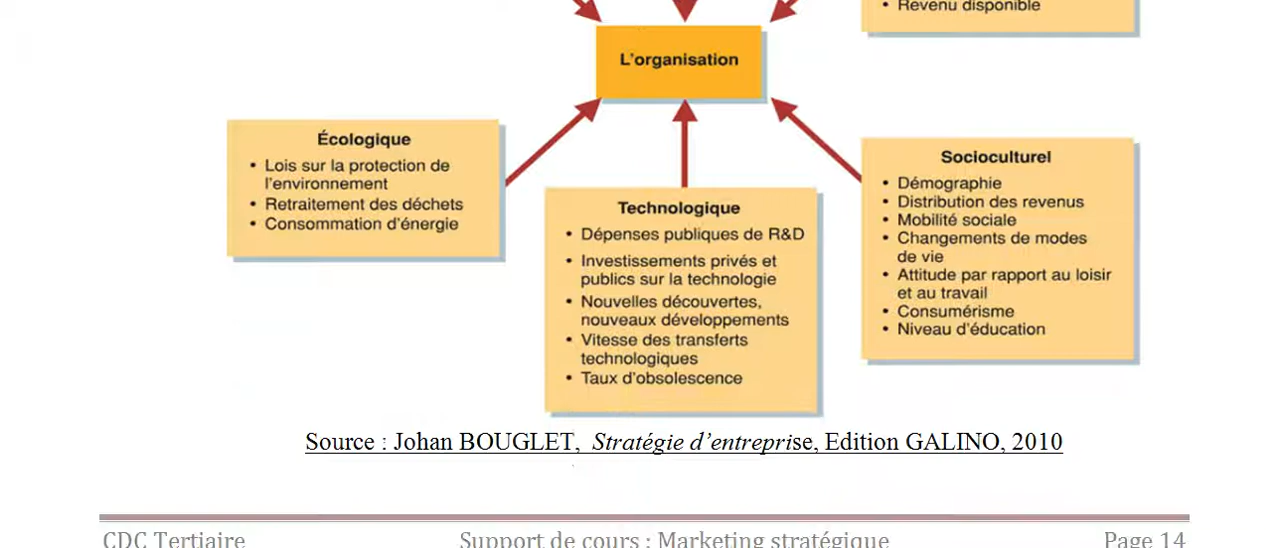 • Revenu disponible
L'organisation
Écologique
• Lois sur la protection de
l'environnement
• Retraitement des déchets
• Consommation d'énergie
Technologique
• Dépenses publiques de R&D
• Investissements privés et
publics sur la technologie
• Nouvelles découvertes,
nouveaux développements
• Vitesse des transferts
technologiques
• Taux d'obsolescence
Socioculturel
• Démographie
• Distribution des revenus
• Mobilité sociale
• Changements de modes
de vie
• Attitude par rapport au loisir
et au travail
• Consumérisme
• Niveau d'éducation
Source : Johan BOUGLET, Stratégie d'entreprise, Edition GALINO, 2010
CDC Tertiaire Support de cours : Marketing stratégique Page 14